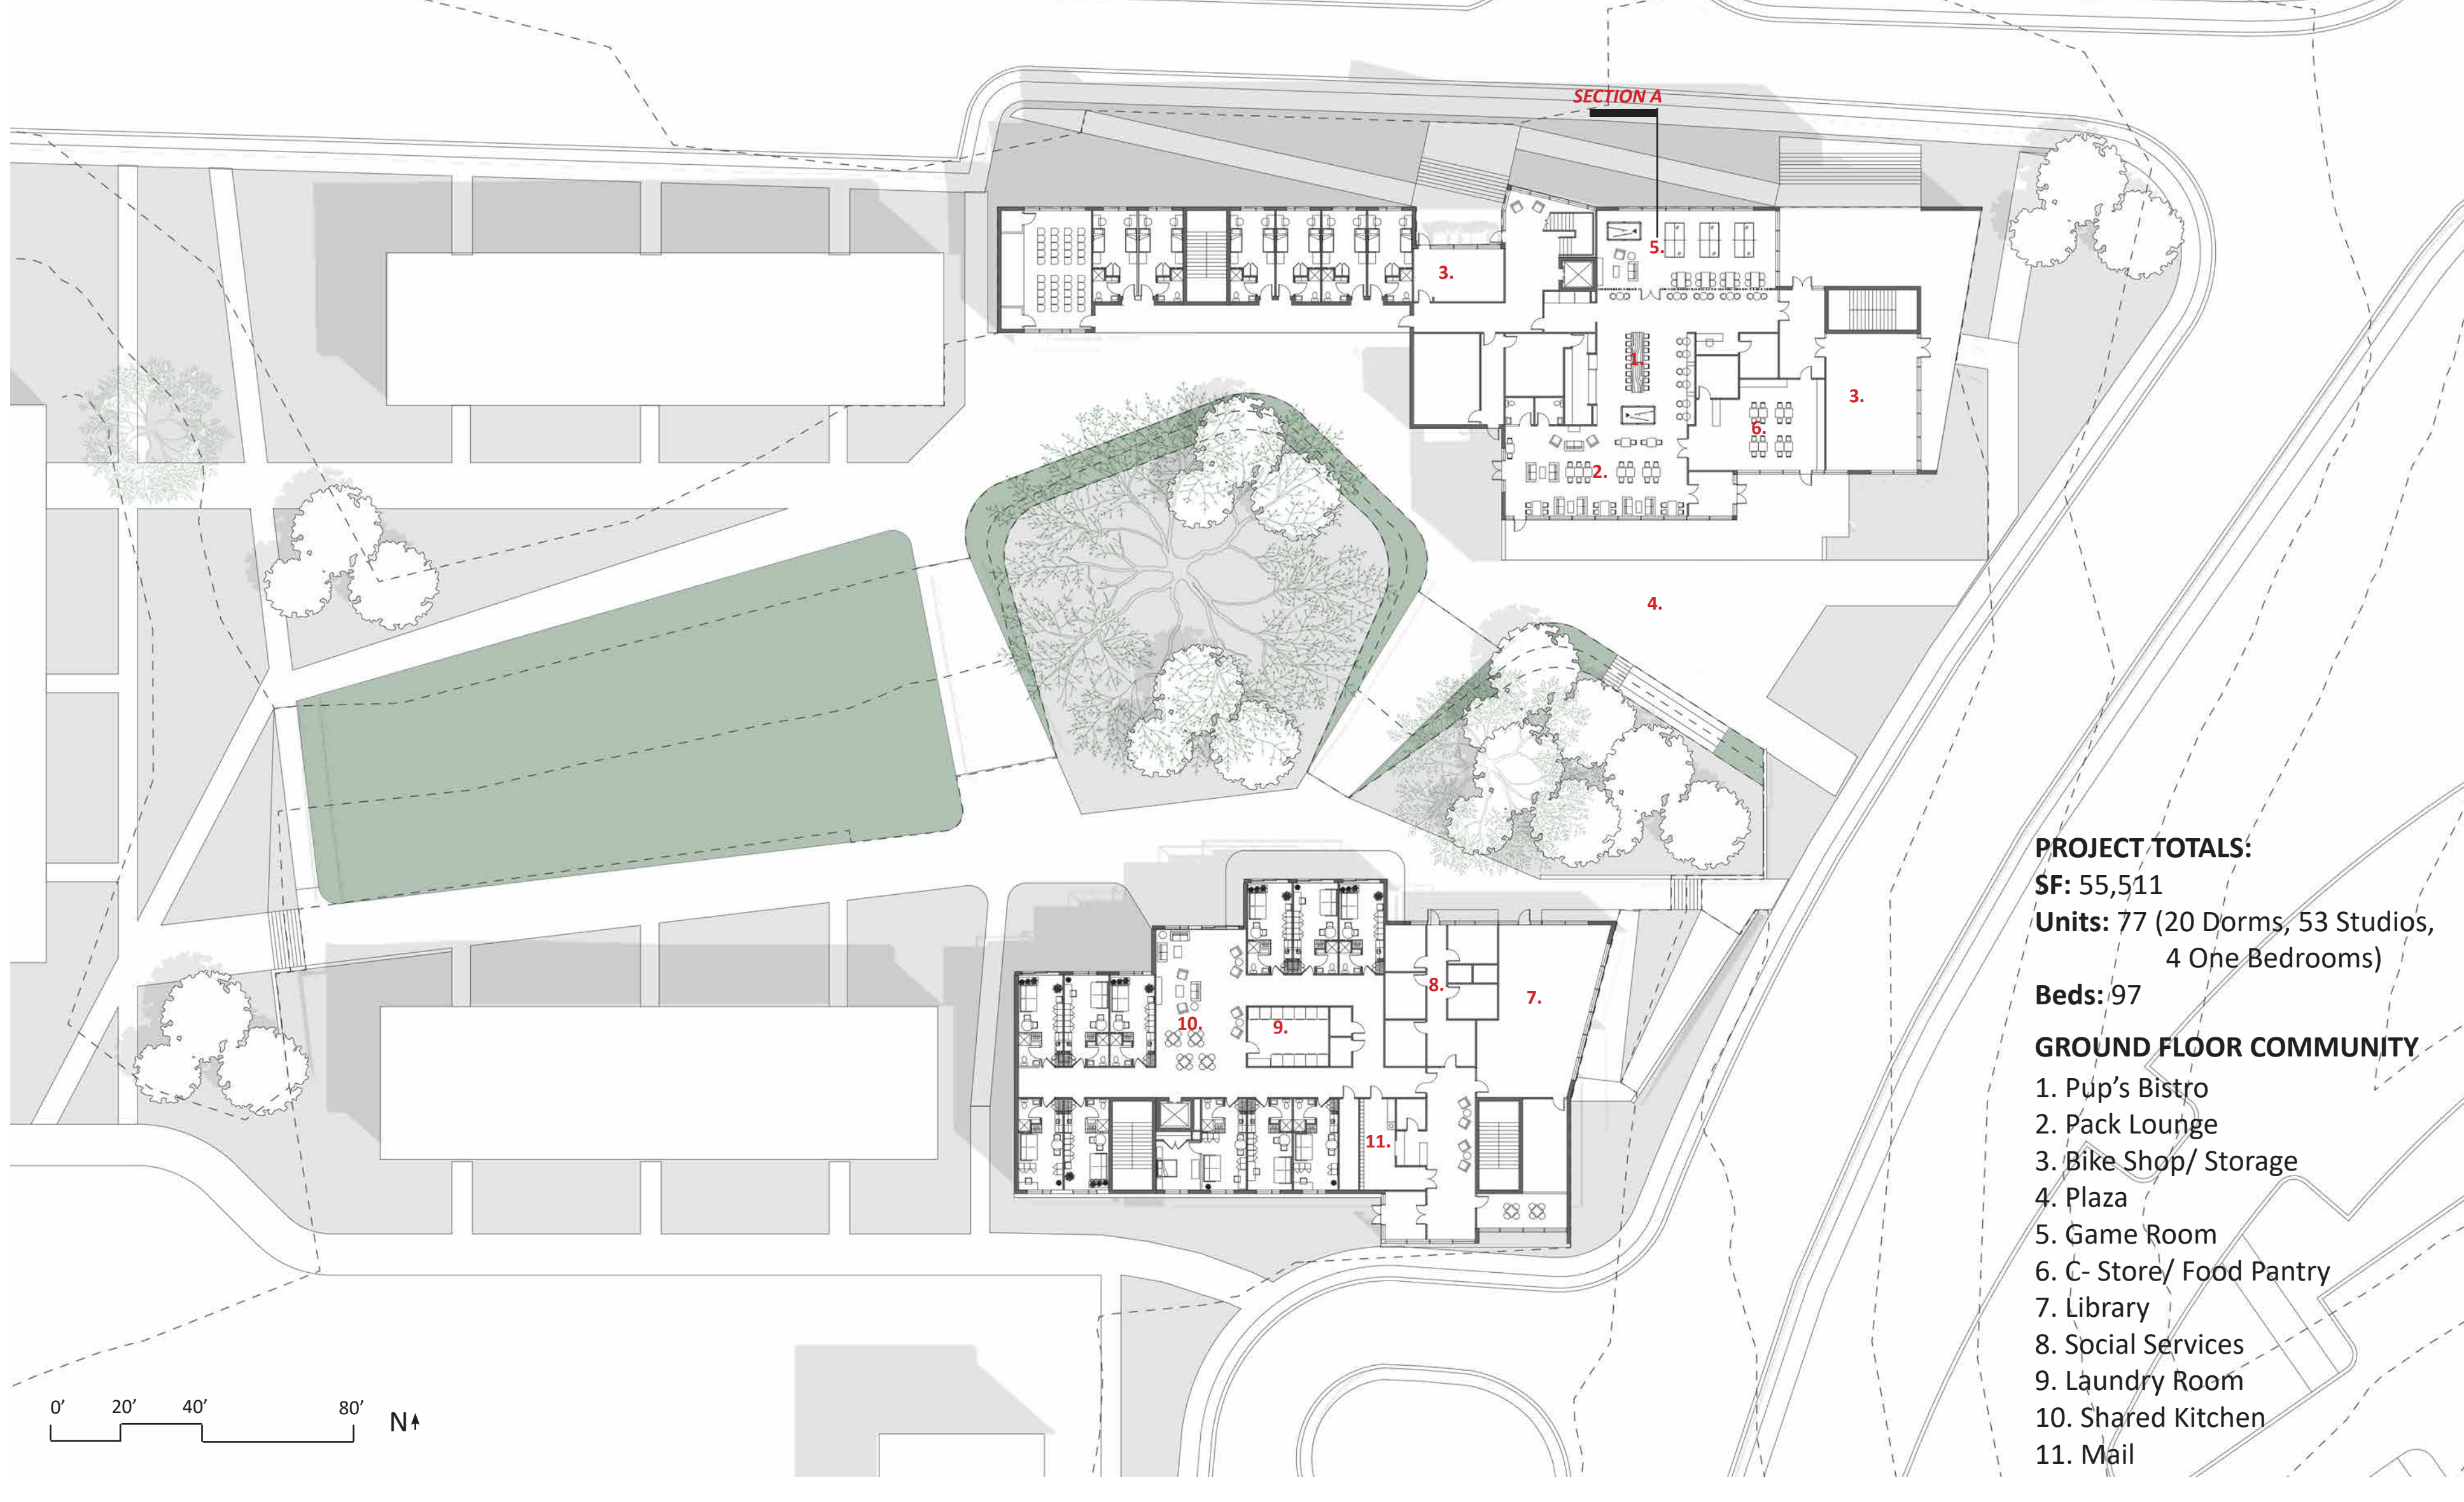 SECTION A
5.
3.
1.
3.
6.
2.
4.
8.
7.
10.
9.
11.
PROJECT TOTALS:
SF: 55,511
Units: 77 (20 Dorms, 53 Studios,
4 One Bedrooms)
Beds: 97
GROUND FLOOR COMMUNITY
1. Pup’s Bistro
2. Pack Lounge
3. Bike Shop/ Storage
4. Plaza
5. Game Room
6. C- Store/ Food Pantry
7. Library
8. Social Services
9. Laundry Room
10. Shared Kitchen
11. Mail
0’ 20’ 40’ 80’ N